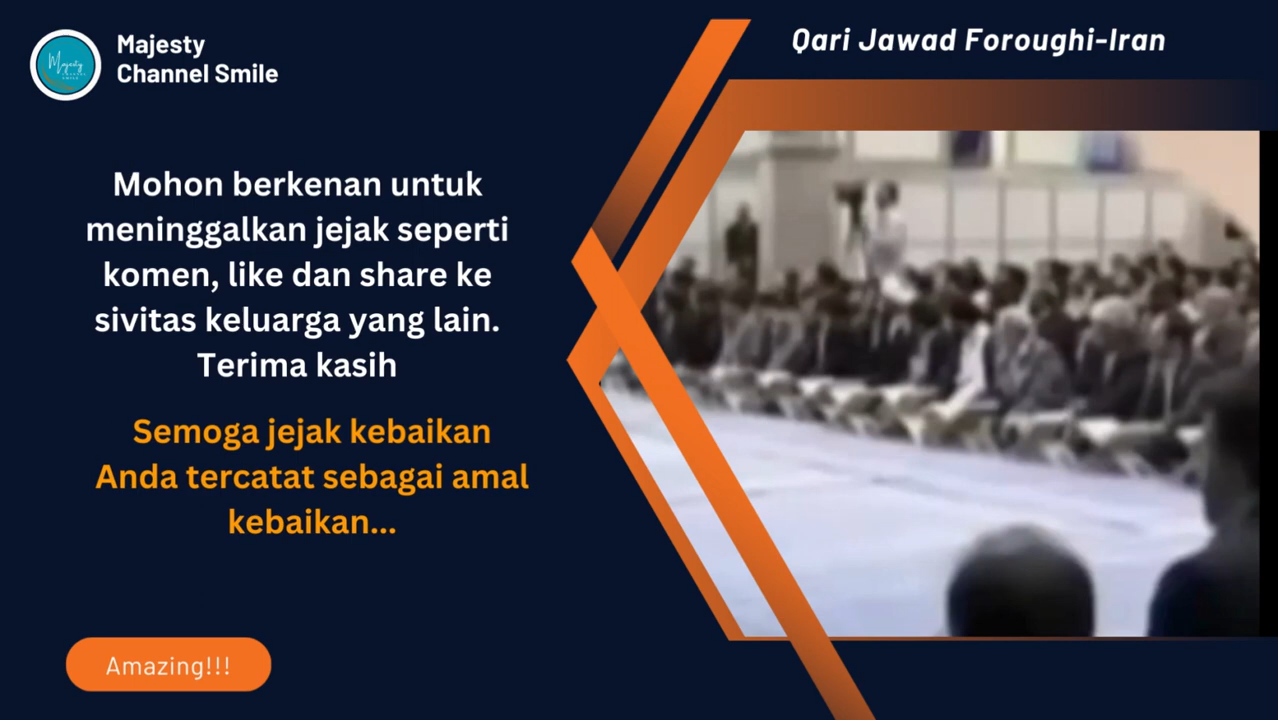 Majesty
Channel Smile
Qari Jawad Foroughi-Iran
Mohon berkenan untuk
meninggalkan jejak seperti
komen, like dan share ke
sivitas keluarga yang lain.
Terima kasih
Semoga jejak kebaikan
Anda tercatat sebagai amal
kebaikan...
Amazing!!!